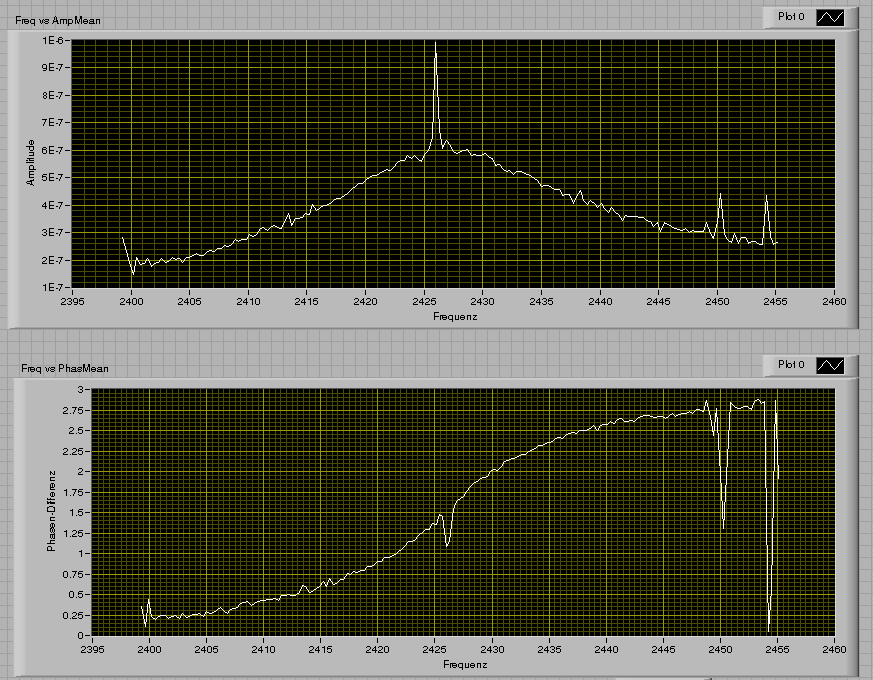 Freq vs AmpMean
Plot 0
1E-6
9E-7
8E-7
7E-7
6E-7
5E-7
4E-7
3E-7
2E-7
1E-7
Amplitude
2395 2400 2405 2410 2415 2420 2425 2430 2435 2440 2445 2450 2455 2460
Frequenz
Freq vs PhasMean
Plot 0
3
2.75
2.5
2.25
2
1.75
1.5
1.25
1
0.75
0.5
0.25
0
Phasen-Differenz
2395 2400 2405 2410 2415 2420 2425 2430 2435 2440 2445 2450 2455 2460
Frequenz